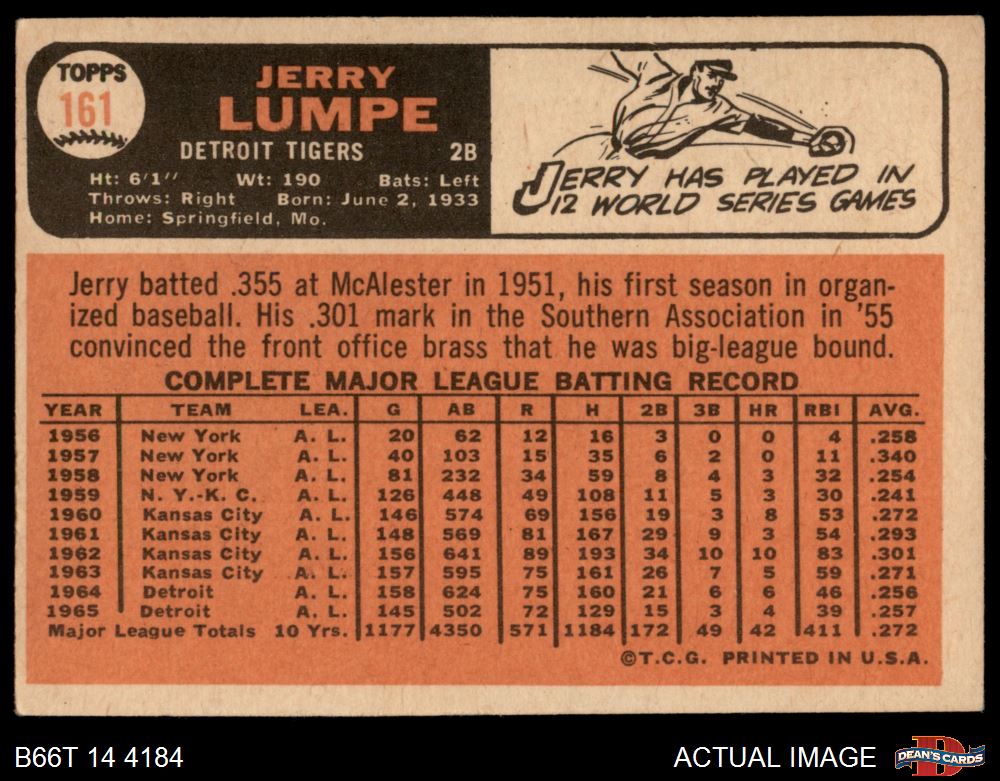 TOPPS
161
JERRY
LUMPE
DETROIT TIGERS 2B
Ht: 6'1" Wt: 190 Bats: Left
Throws: Right Born: June 2, 1933
Home: Springfield, Mo.
JERRY HAS PLAYED IN
12 WORLD SERIES GAMES
Jerry batted .355 at McAlester in 1951, his first season in organ-
ized baseball. His .301 mark in the Southern Association in '55
convinced the front office brass that he was big-league bound.
COMPLETE MAJOR LEAGUE BATTING RECORD
YEAR TEAM LEA. G AB R H 2B 3B HR RBI AVG.
1956 New York A. L. 20 62 12 16 3 0 0 4 .258
1957 New York A. L. 40 103 15 35 6 2 0 11 .340
1958 New York A. L. 81 232 34 59 8 4 3 32 .254
1959 N. Y.-K. C. A. L. 126 448 49 108 11 5 3 30 .241
1960 Kansas City A. L. 146 574 69 156 19 3 8 53 .272
1961 Kansas City A. L. 148 569 81 167 29 9 3 54 .293
1962 Kansas City A. L. 156 641 89 193 34 10 10 83 .301
1963 Kansas City A. L. 157 595 75 161 26 7 5 59 .271
1964 Detroit A. L. 158 624 75 160 21 6 6 46 .256
1965 Detroit A. L. 145 502 72 129 15 3 4 39 .257
Major League Totals 10 Yrs. 1177 4350 571 1184 172 49 42 411 .272
©T.C.G. PRINTED IN U.S.A.
B66T 14 4184
ACTUAL IMAGE
D
DEAN'S CARDS